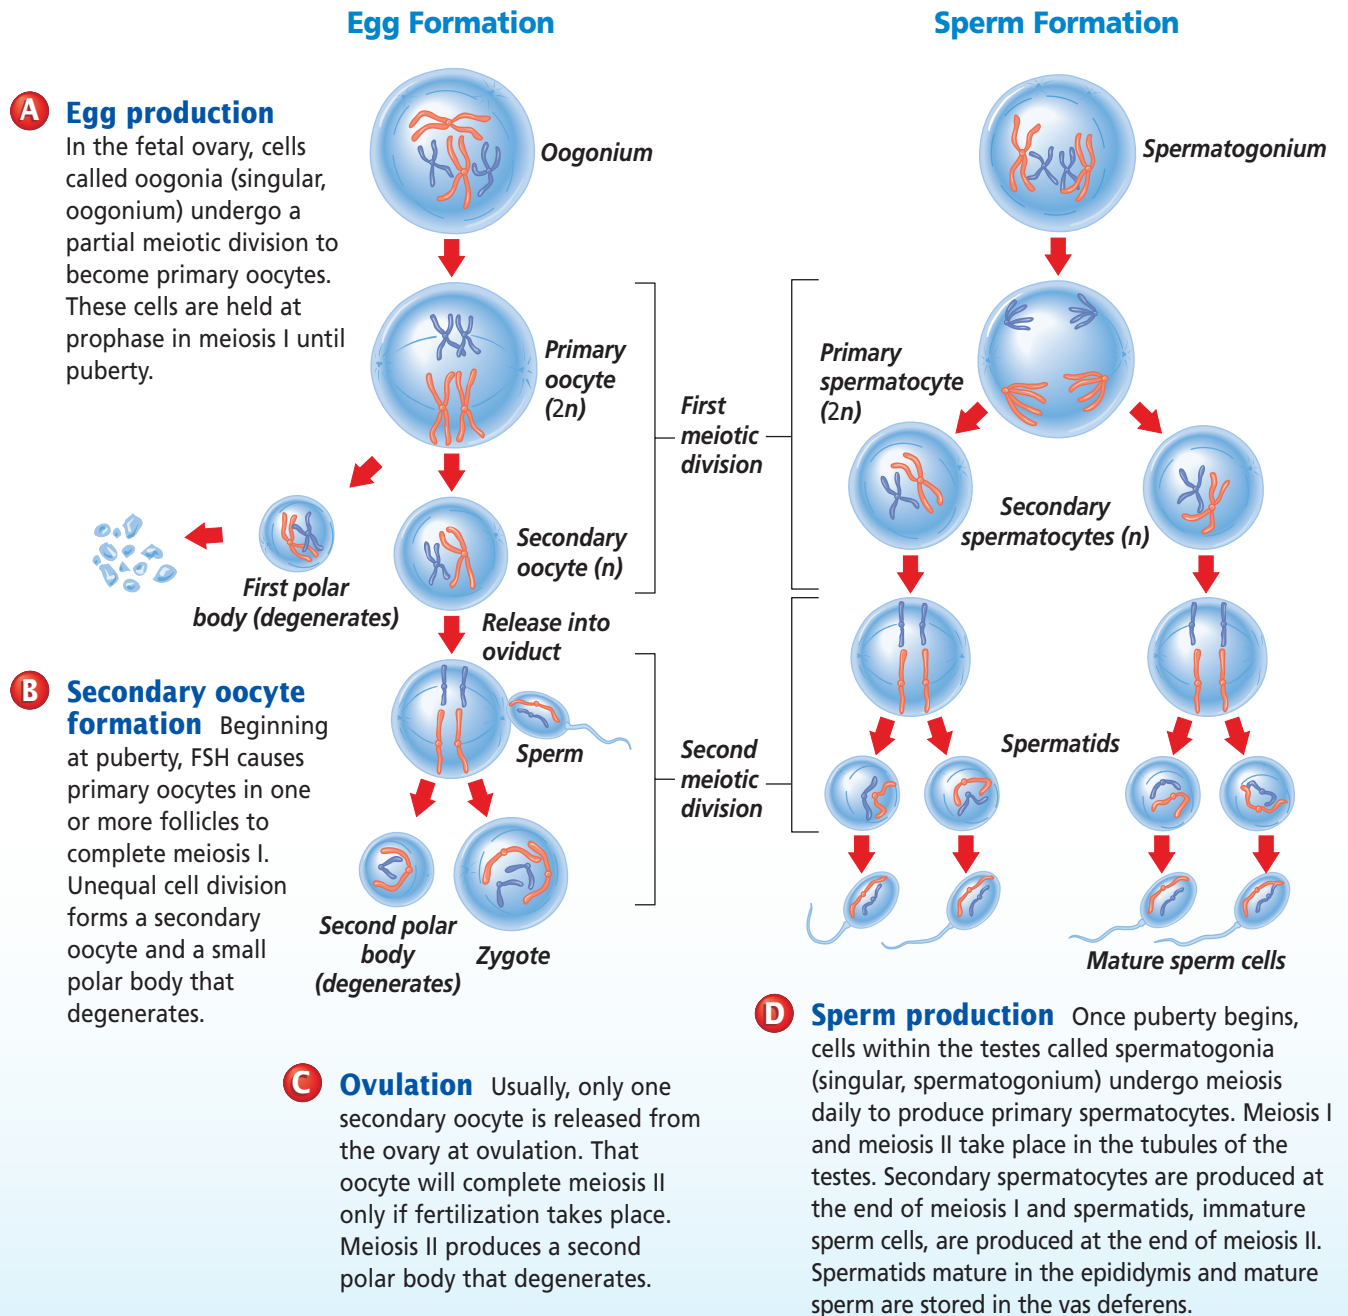 Egg Formation
Sperm Formation
A Egg production
In the fetal ovary, cells
called oogonia (singular,
oogonium) undergo a
partial meiotic division to
become primary oocytes.
These cells are held at
prophase in meiosis I until
puberty.
Oogonium
Primary
oocyte
(2n)
First polar
body (degenerates)
Secondary
oocyte (n)
Release into
oviduct
Sperm
Second polar
body
(degenerates)
Zygote
First
meiotic
division
Second
meiotic
division
Spermatogonium
Primary
spermatocyte
(2n)
Secondary
spermatocytes (n)
Spermatids
Mature sperm cells
B Secondary oocyte
formation Beginning
at puberty, FSH causes
primary oocytes in one
or more follicles to
complete meiosis I.
Unequal cell division
forms a secondary
oocyte and a small
polar body that
degenerates.
C Ovulation Usually, only one
secondary oocyte is released from
the ovary at ovulation. That
oocyte will complete meiosis II
only if fertilization takes place.
Meiosis II produces a second
polar body that degenerates.
D Sperm production Once puberty begins,
cells within the testes called spermatogonia
(singular, spermatogonium) undergo meiosis
daily to produce primary spermatocytes. Meiosis I
and meiosis II take place in the tubules of the
testes. Secondary spermatocytes are produced at
the end of meiosis I and spermatids, immature
sperm cells, are produced at the end of meiosis II.
Spermatids mature in the epididymis and mature
sperm are stored in the vas deferens.